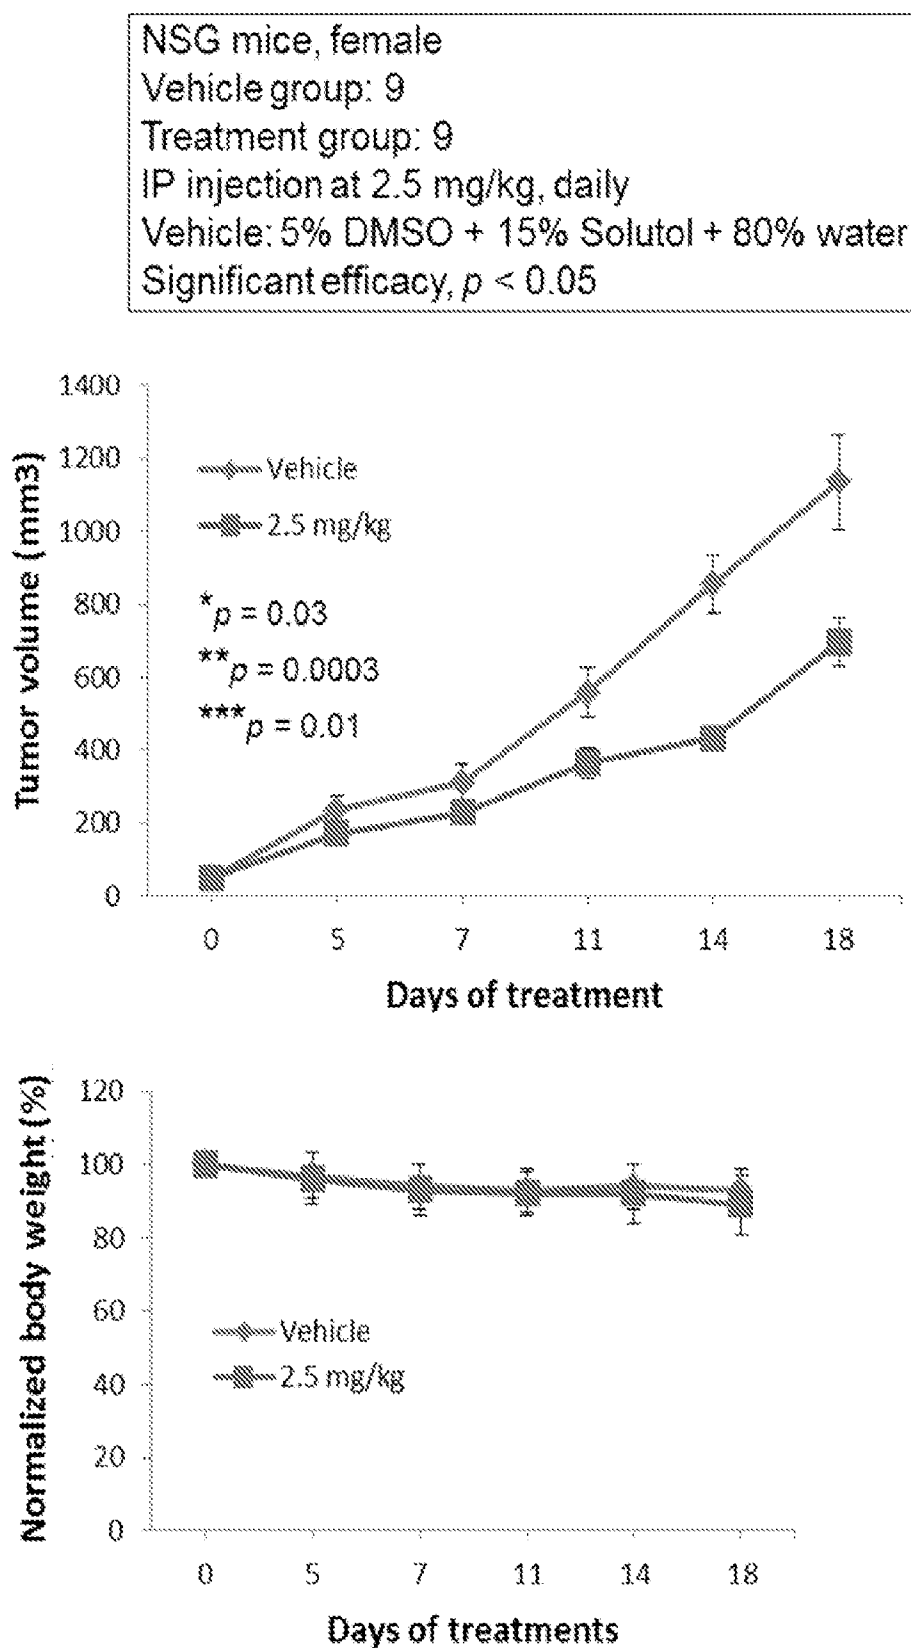 NSG mice, female
Vehicle group: 9
Treatment group: 9
IP injection at 2.5 mg/kg, daily
Vehicle: 5% DMSO + 15% Solutol + 80% water
Significant efficacy, p < 0.05
Tumor volume (mm3)
1400
1200
1000
800
600
400
200
0
Vehicle
2.5 mg/kg
*p = 0.03
**p = 0.0003
***p = 0.01
0 5 7 11 14 18
Days of treatment
Normalized body weight (%)
120
100
80
60
40
20
0
Vehicle
2.5 mg/kg
0 5 7 11 14 18
Days of treatments